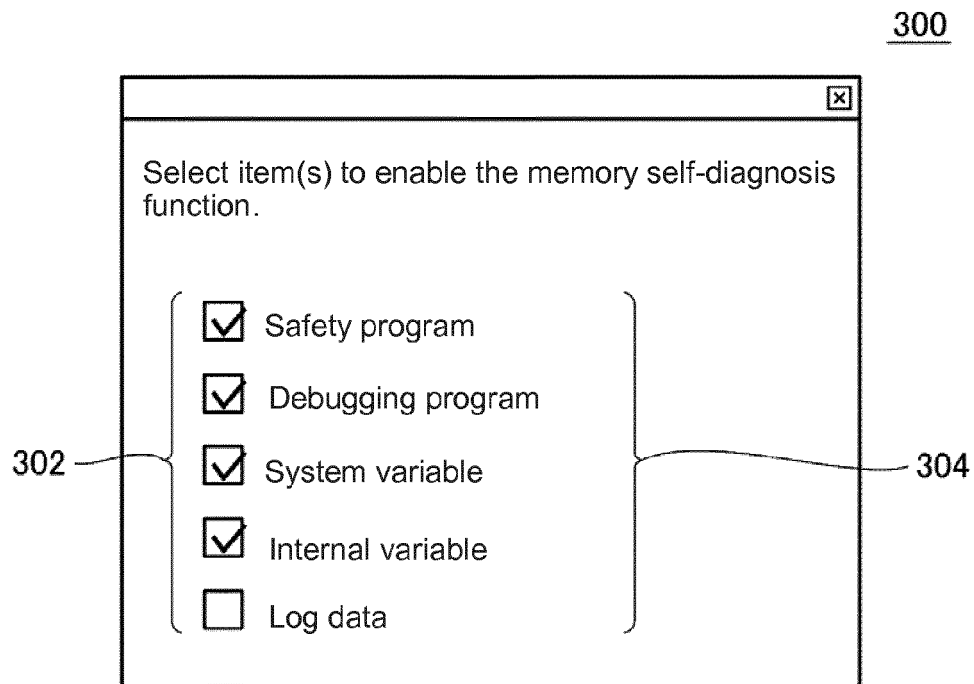 300
Select item(s) to enable the memory self-diagnosis
function.
Safety program
Debugging program
302
System variable
304
Internal variable
Log data